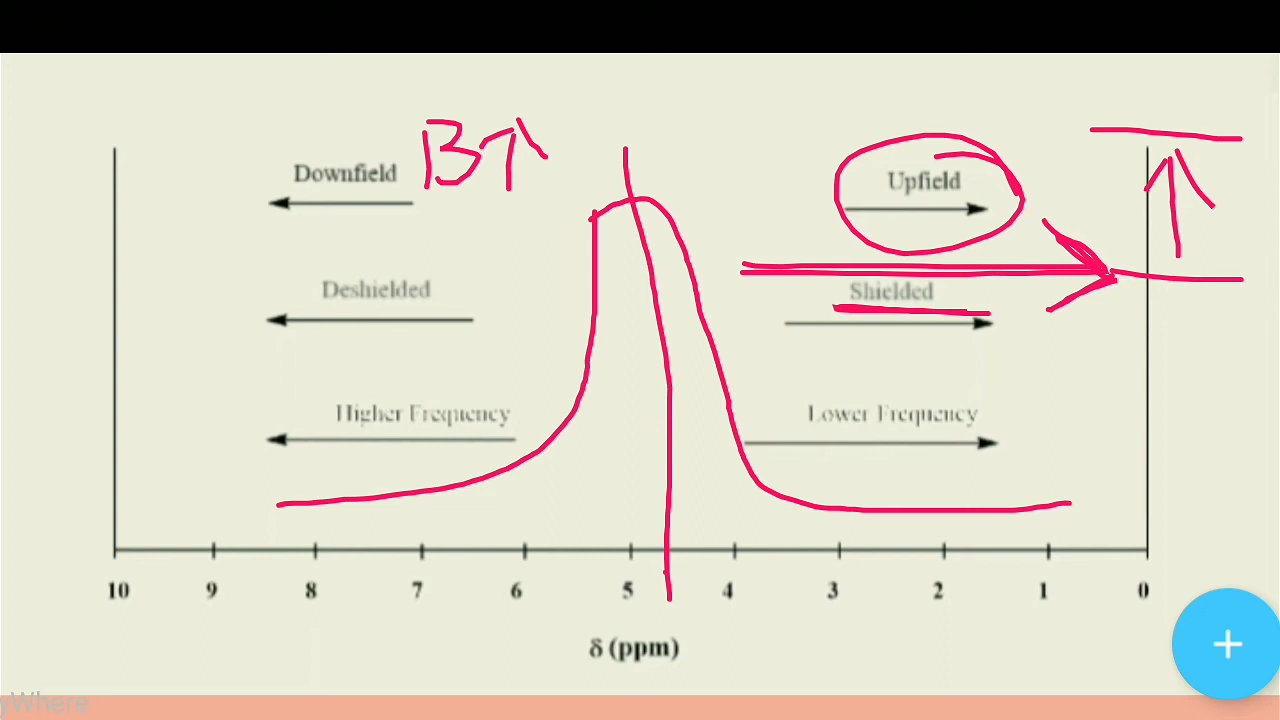 B↑
Downfield
Upfield
↑
Deshielded
Shielded
Higher Frequency
Lower Frequency
10 9 8 7 6 5 4 3 2 1 0
δ (ppm)
+
yWhere